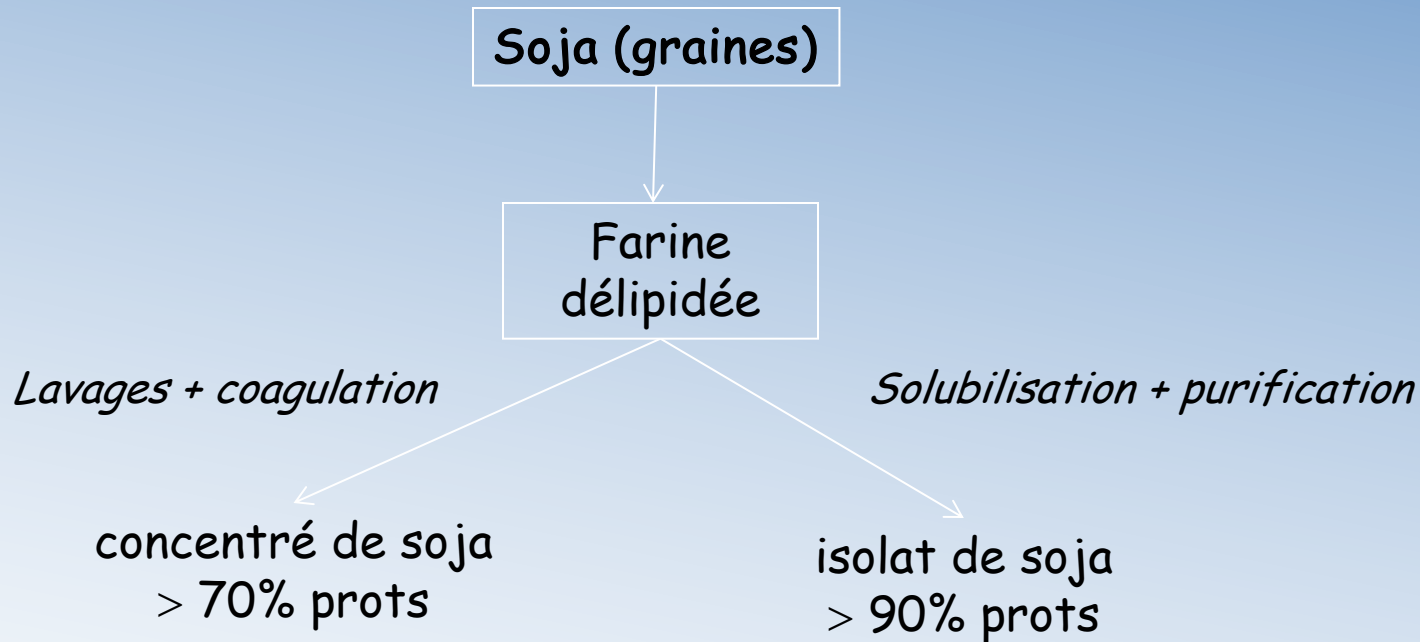 Soja (graines)
Farine
délipidée
Lavages + coagulation
Solubilisation + purification
concentré de soja
> 70% prots
isolat de soja
> 90% prots